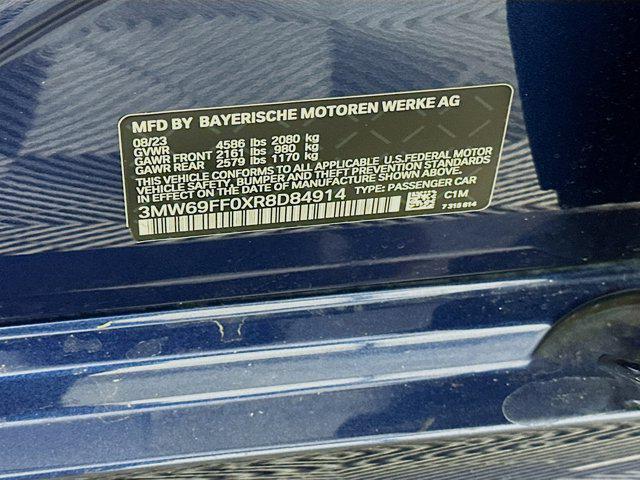 MFD BY BAYERISCHE MOTOREN WERKE AG
08/23
GVWR 4586 lbs 2080 kg
GAWR FRONT 2161 lbs 980 kg
GAWR REAR 2579 lbs 1170 kg
THIS VEHICLE CONFORMS TO ALL APPLICABLE U.S.FEDERAL MOTOR
VEHICLE SAFETY, BUMPER AND THEFT PREVENTION STANDARDS
IN EFFECT ON THE DATE OF MANUFACTURE SHOWN ABOVE.
3MW69FF0XR8D84914 TYPE: PASSENGER CAR
C1M
7 315 814